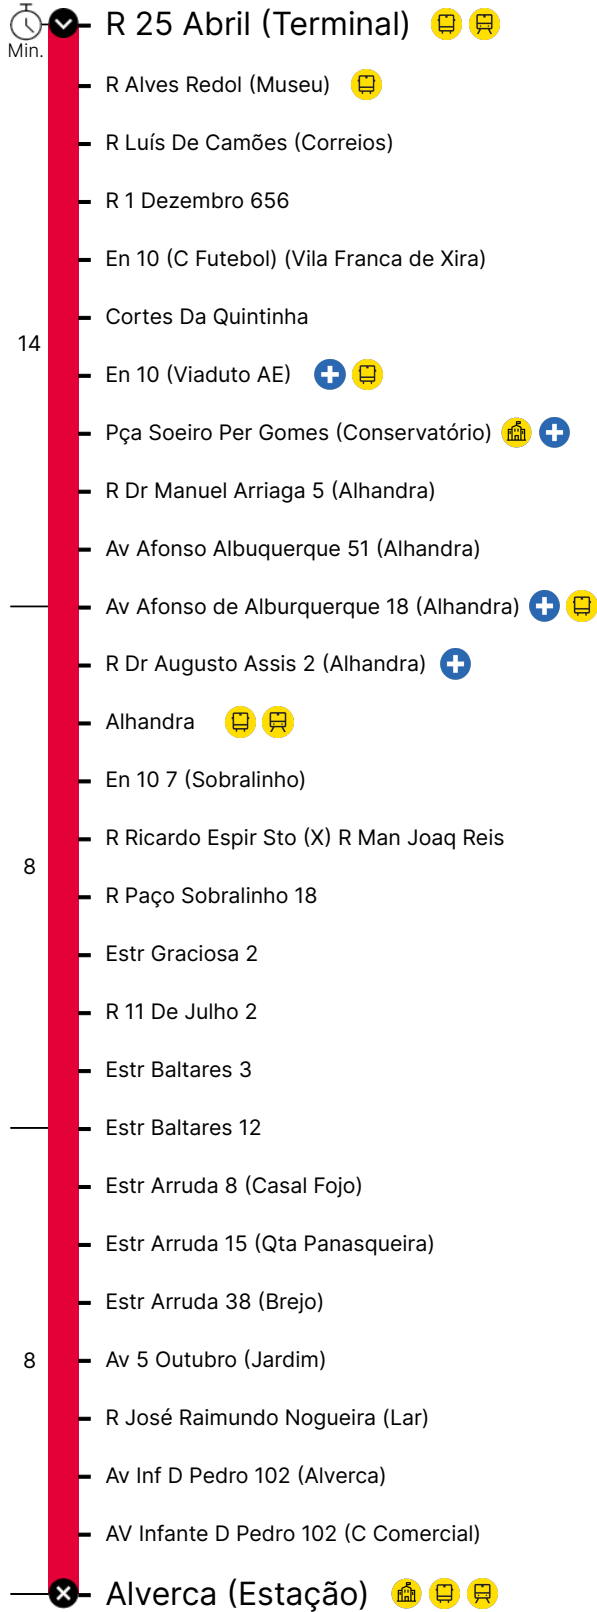 R 25 Abril (Terminal)
Min.
R Alves Redol (Museu)
R Luís De Camões (Correios)
R 1 Dezembro 656
En 10 (C Futebol) (Vila Franca de Xira)
Cortes Da Quintinha
14
En 10 (Viaduto AE)
Pça Soeiro Per Gomes (Conservatório)
R Dr Manuel Arriaga 5 (Alhandra)
Av Afonso Albuquerque 51 (Alhandra)
Av Afonso de Alburquerque 18 (Alhandra)
R Dr Augusto Assis 2 (Alhandra)
Alhandra
En 10 7 (Sobralinho)
R Ricardo Espir Sto (X) R Man Joaq Reis
8
R Paço Sobralinho 18
Estr Graciosa 2
R 11 De Julho 2
Estr Baltares 3
Estr Baltares 12
Estr Arruda 8 (Casal Fojo)
Estr Arruda 15 (Qta Panasqueira)
Estr Arruda 38 (Brejo)
8
Av 5 Outubro (Jardim)
R José Raimundo Nogueira (Lar)
Av Inf D Pedro 102 (Alverca)
AV Infante D Pedro 102 (C Comercial)
Alverca (Estação)